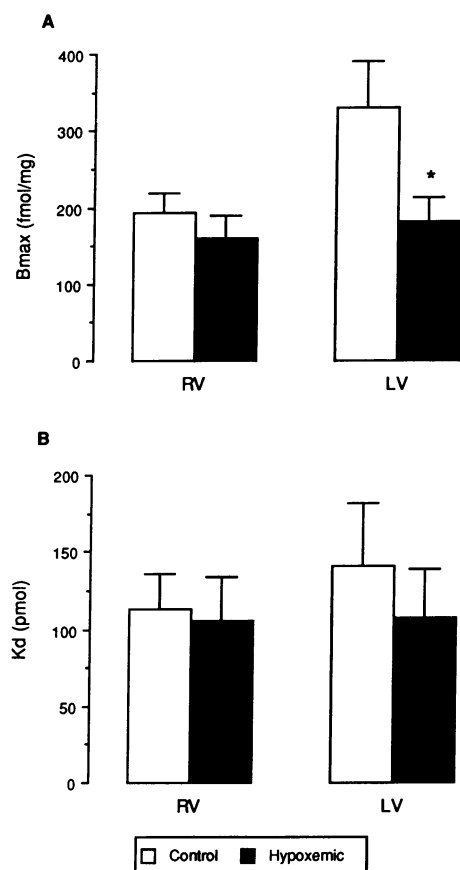 A
400
300
200
100
0
Bmax (fmol/mg)
*
RV LV
B
200
150
100
50
0
Kd (pmol)
RV LV
Control Hypoxemic